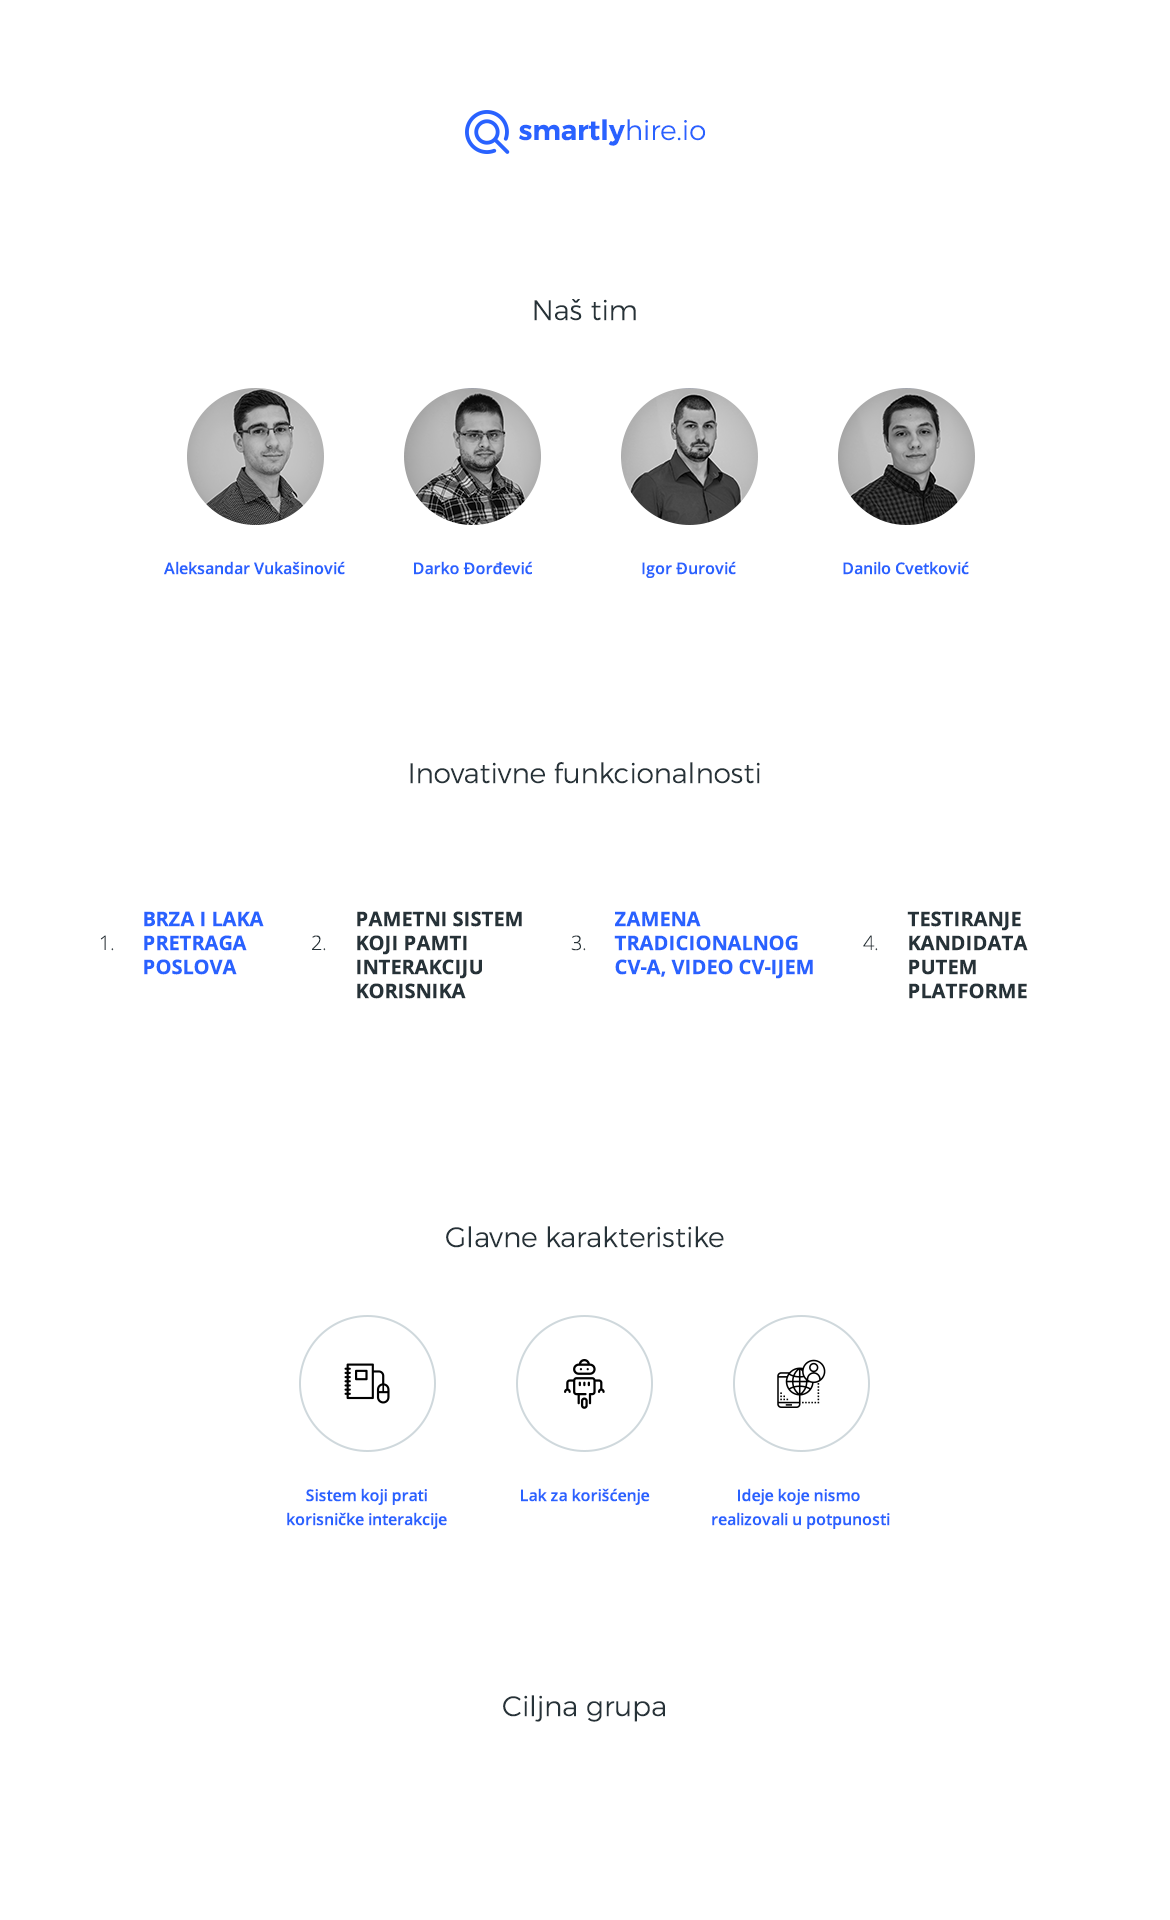 smartlyhire.io
Naš tim
Aleksandar Vukašinović
Darko Đorđević
Igor Đurović
Danilo Cvetković
Inovativne funkcionalnosti
1.
BRZA I LAKA
PRETRAGA
POSLOVA
2.
PAMETNI SISTEM
KOJI PAMTI
INTERAKCIJU
KORISNIKA
3.
ZAMENA
TRADICIONALNOG
CV-A, VIDEO CV-IJEM
4.
TESTIRANJE
KANDIDATA
PUTEM
PLATFORME
Glavne karakteristike
Sistem koji prati
korisničke interakcije
Lak za korišćenje
Ideje koje nismo
realizovali u potpunosti
Ciljna grupa